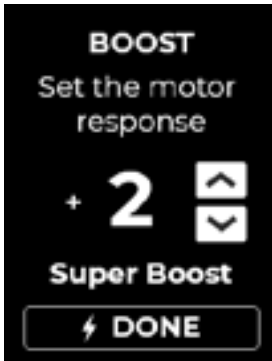 BOOST
Set the motor
response
+ 2
Super Boost
DONE